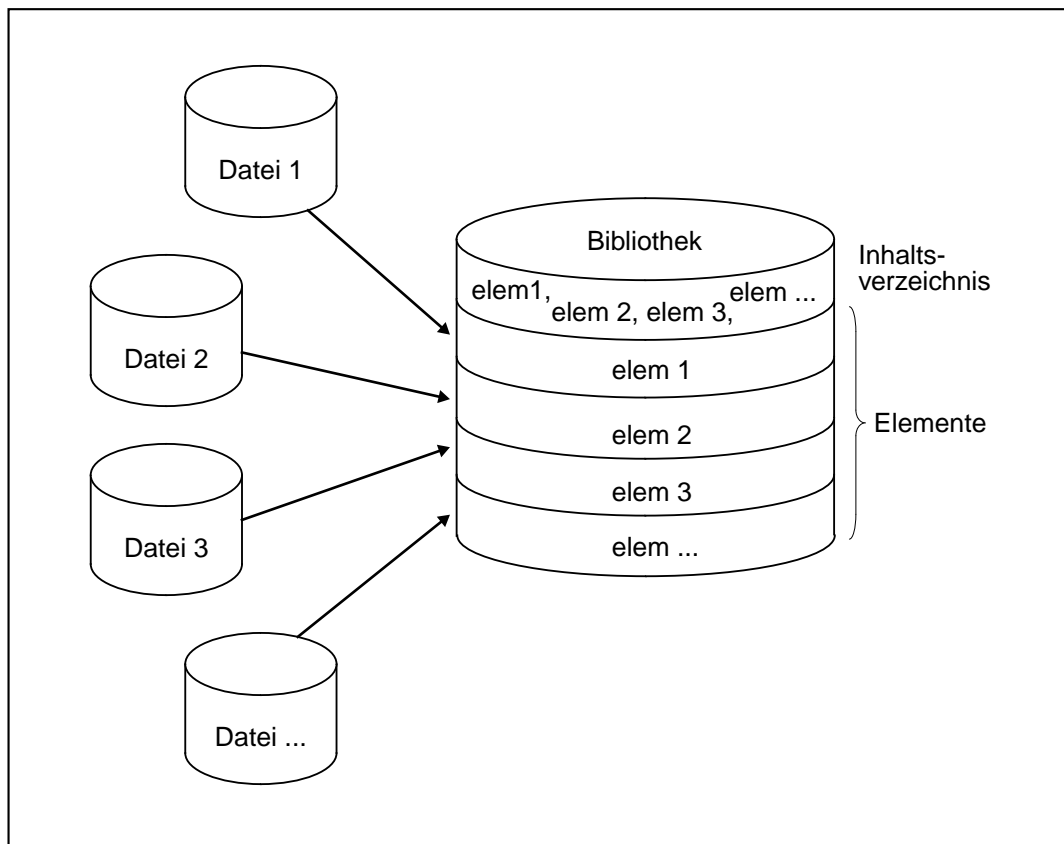 Datei 1
Datei 2
Datei 3
Datei ...
Bibliothek
elem1, elem 2, elem 3, elem ...
elem 1
elem 2
elem 3
elem ...
Inhalts-
verzeichnis
Elemente